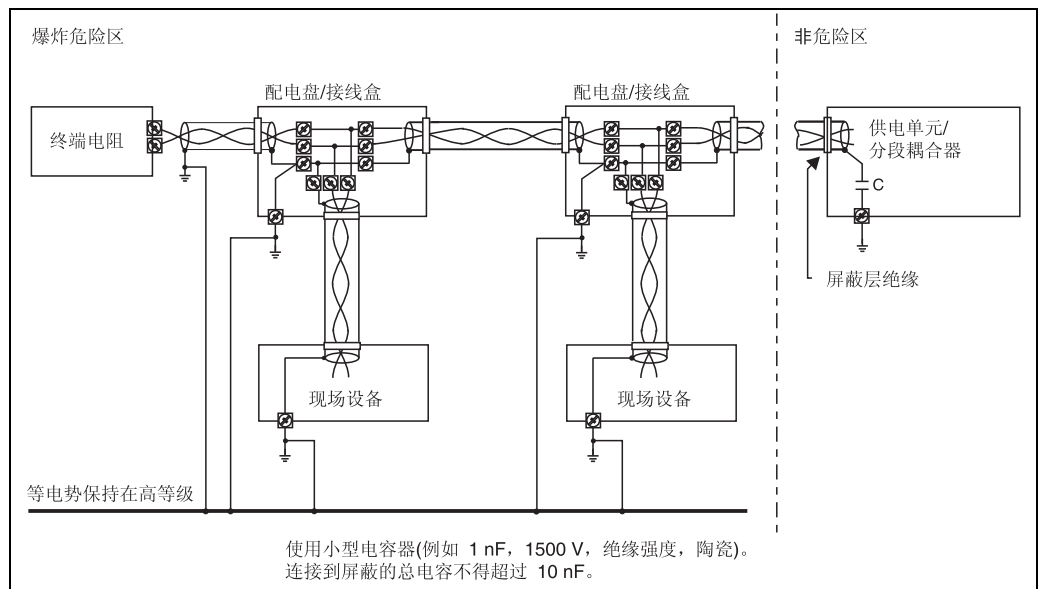 爆炸危险区
非危险区
配电盘/接线盒
配电盘/接线盒
终端电阻
供电单元/
分段耦合器
C
屏蔽层绝缘
现场设备
现场设备
等电势保持在高等级
使用小型电容器(例如 1 nF，1500 V，绝缘强度，陶瓷)。
连接到屏蔽的总电容不得超过 10 nF。